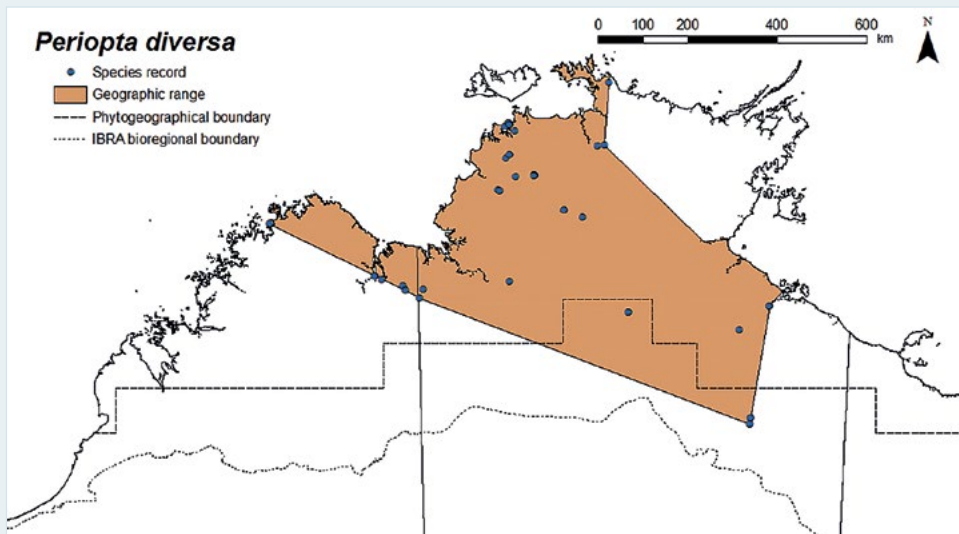 Periopta diversa
Species record
Geographic range
Phytogeographical boundary
IBRA bioregional boundary
0 100 200 400 600
km
N